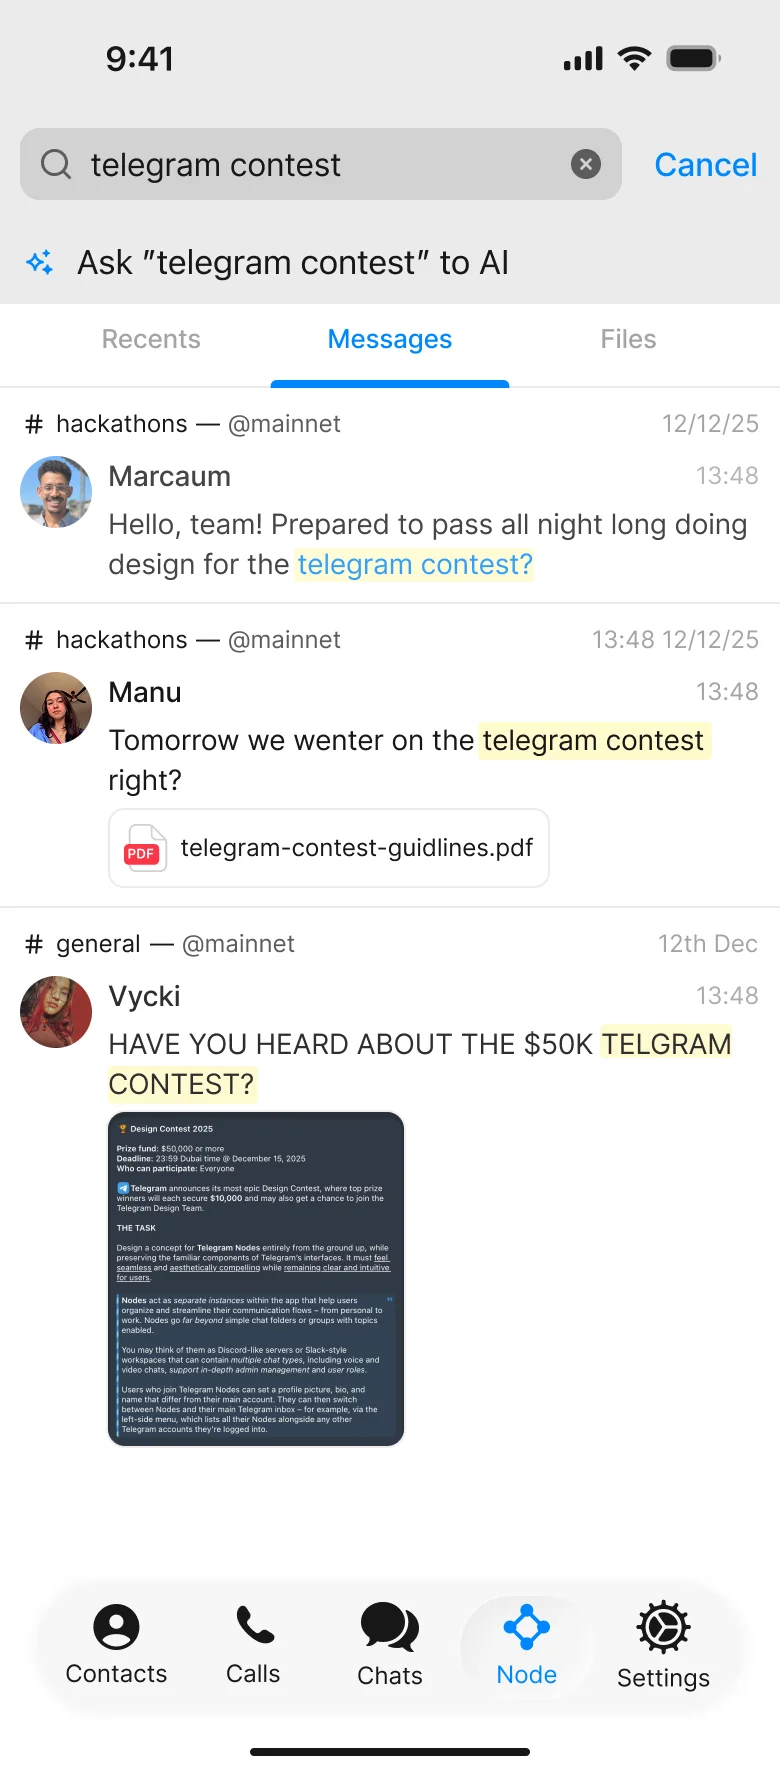 9:41
telegram contest
Cancel
Ask "telegram contest" to AI
Recents
Messages
Files
# hackathons — @mainnet
12/12/25
Marcaum
13:48
Hello, team! Prepared to pass all night long doing
design for the telegram contest?
# hackathons — @mainnet
13:48 12/12/25
Manu
13:48
Tomorrow we wenter on the telegram contest
right?
PDF
telegram-contest-guidlines.pdf
# general — @mainnet
12th Dec
Vycki
13:48
HAVE YOU HEARD ABOUT THE $50K TELGRAM
CONTEST?
🏆 Design Contest 2025
Prize fund: $50,000 or more
Deadline: 23:59 Dubai time @ December 15, 2025
Who can participate: Everyone
Telegram announces its most epic Design Contest, where top prize
winners will each secure $10,000 and may also get a chance to join the
Telegram Design Team.
THE TASK
Design a concept for Telegram Nodes entirely from the ground up, while
preserving the familiar components of Telegram's interfaces. It must feel
seamless and aesthetically compelling while remaining clear and intuitive
for users.
Nodes act as separate instances within the app that help users
organize and streamline their communication flows – from personal to
work. Nodes go far beyond simple chat folders or groups with topics
enabled.
You may think of them as Discord-like servers or Slack-style
workspaces that can contain multiple chat types, including voice and
video chats, support in-depth admin management and user roles.
Users who join Telegram Nodes can set a profile picture, bio, and
name that differ from their main account. They can then switch
between Nodes and their main Telegram inbox – for example, via the
left-side menu, which lists all their Nodes alongside any other
Telegram accounts they're logged into.
Contacts
Calls
Chats
Node
Settings